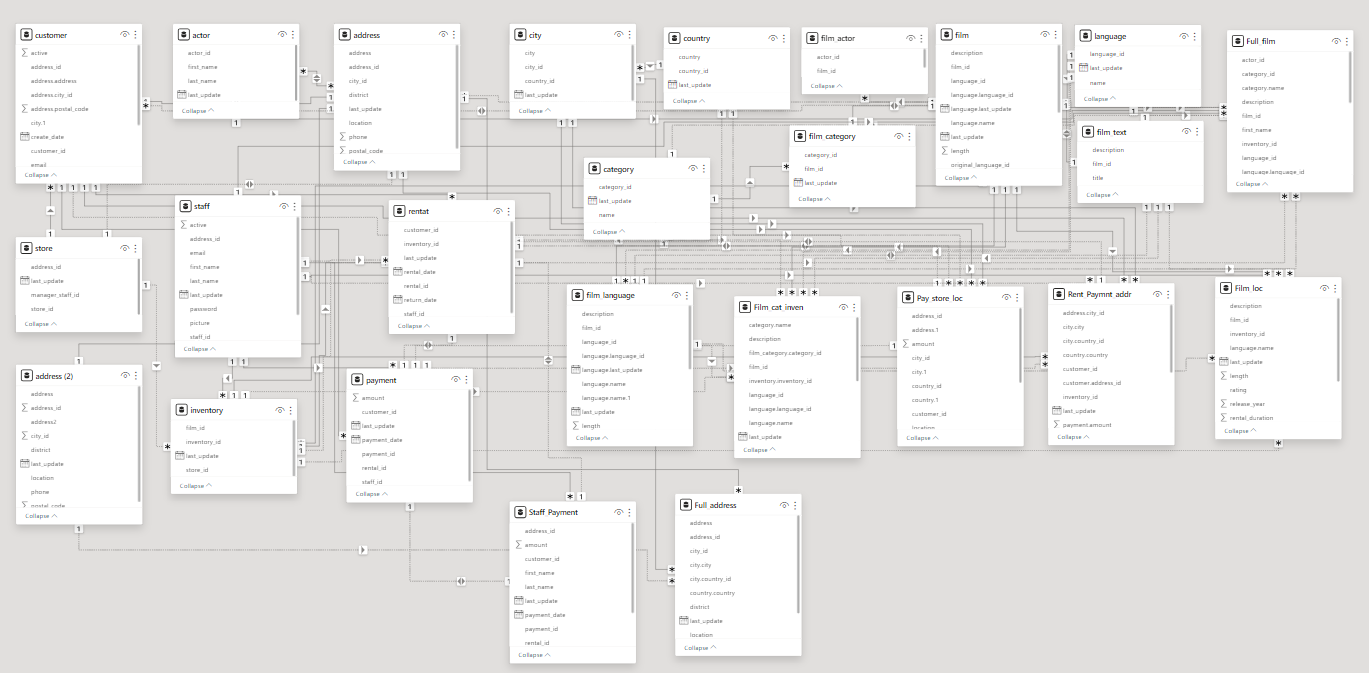 customer
active
address_id
address.address
address.city_id
address.postal_code
city.1
create_date
customer_id
email
Collapse
actor
actor_id
first_name
last_name
last_update
Collapse
address
address
address_id
city_id
district
last_update
location
phone
postal_code
Collapse
city
city
city_id
country_id
last_update
Collapse
country
country
country_id
last_update
Collapse
film_actor
actor_id
film_id
Collapse
film
description
film_id
language_id
language.language_id
language.last_update
language.name
last_update
length
original_language_id
Collapse
language
language_id
last_update
name
Collapse
Full_film
actor_id
category_id
category.name
description
film_id
first_name
inventory_id
language_id
language.language_id
Collapse
film_category
category_id
film_id
last_update
Collapse
film_text
description
film_id
title
Collapse
category
category_id
last_update
name
Collapse
staff
active
address_id
email
first_name
last_name
last_update
password
picture
staff_id
Collapse
rentat
customer_id
inventory_id
last_update
rental_date
rental_id
return_date
staff_id
Collapse
store
address_id
last_update
manager_staff_id
store_id
Collapse
film_language
description
film_id
language_id
language.language_id
language.last_update
language.name
language.name.1
last_update
length
Collapse
Film_cat_inven
category.name
description
film_category.category_id
film_id
inventory.inventory_id
language_id
language.language_id
language.name
last_update
Collapse
Pay_store_loc
address_id
address.1
amount
city_id
city.1
country_id
country.1
customer_id
location
Collapse
Rent_Paymnt_addr
address.city_id
city.city
city.country_id
country.country
customer_id
customer.address_id
inventory_id
last_update
payment.amount
Collapse
Film_loc
description
film_id
inventory_id
language.name
last_update
length
rating
release_year
rental_duration
Collapse
address (2)
address
address_id
address2
city_id
district
last_update
location
phone
postal_code
Collapse
inventory
film_id
inventory_id
last_update
store_id
Collapse
payment
amount
customer_id
last_update
payment_date
payment_id
rental_id
staff_id
Collapse
Staff_Payment
address_id
amount
customer_id
first_name
last_name
last_update
payment_date
payment_id
rental_id
Collapse
Full_address
address
address_id
city_id
city.city
city.country_id
country.country
district
last_update
location
Collapse